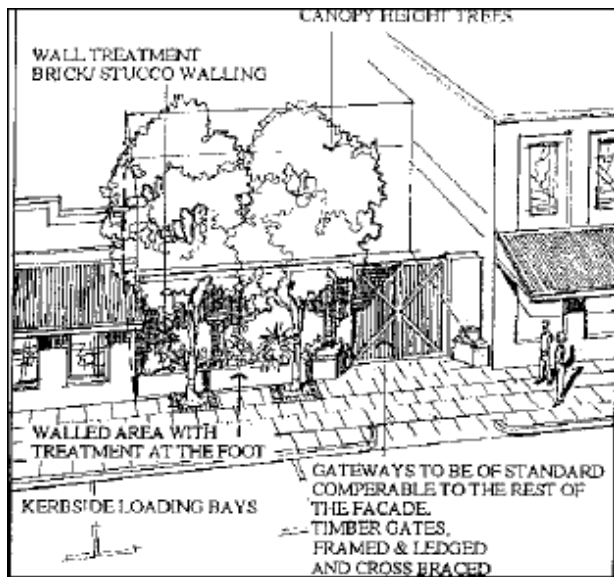 CANOPY HEIGHT TREES
WALL TREATMENT
BRICK/ STUCCO WALLING
WALLED AREA WITH
TREATMENT AT THE FOOT
KERBSIDE LOADING BAYS
GATEWAYS TO BE OF STANDARD
COMPERABLE TO THE REST OF
THE FACADE.
TIMBER GATES,
FRAMED & LEDGED
AND CROSS BRACED